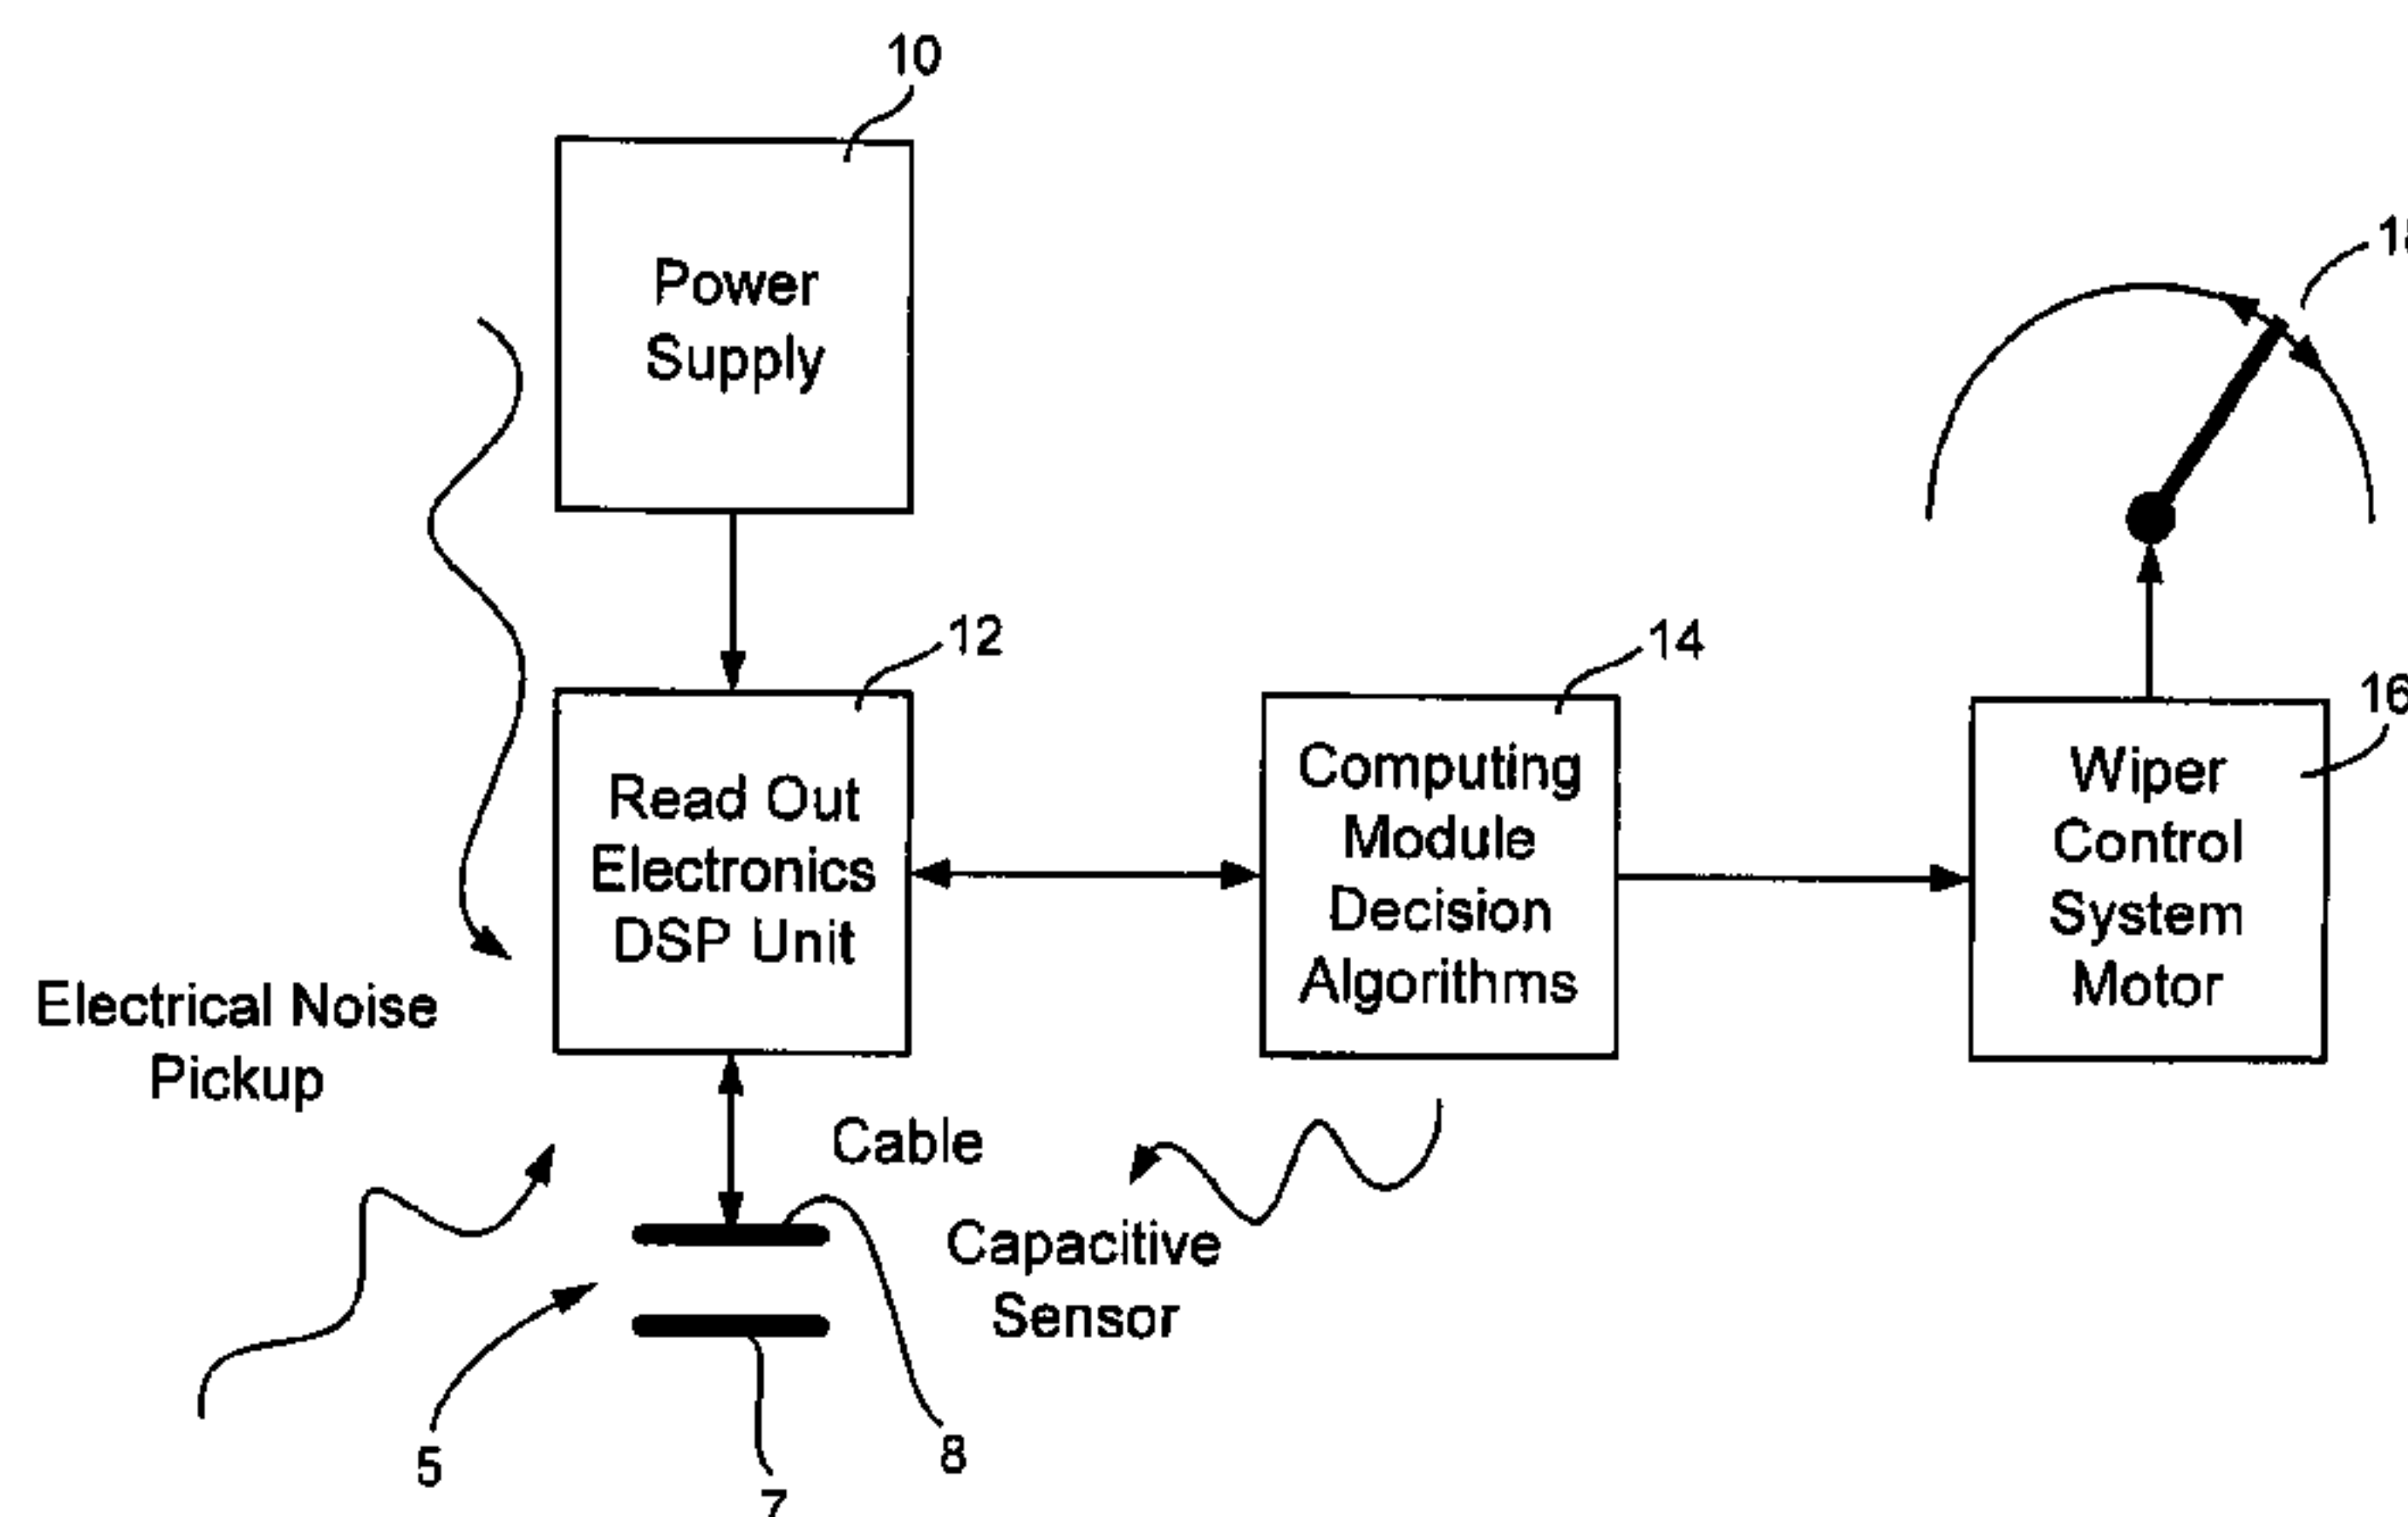 10
Power
Supply
12
14
16
Read Out
Electronics
DSP Unit
Computing
Module
Decision
Algorithms
Wiper
Control
System
Motor
Electrical Noise
Pickup
Cable
Capacitive
Sensor
5
7
8